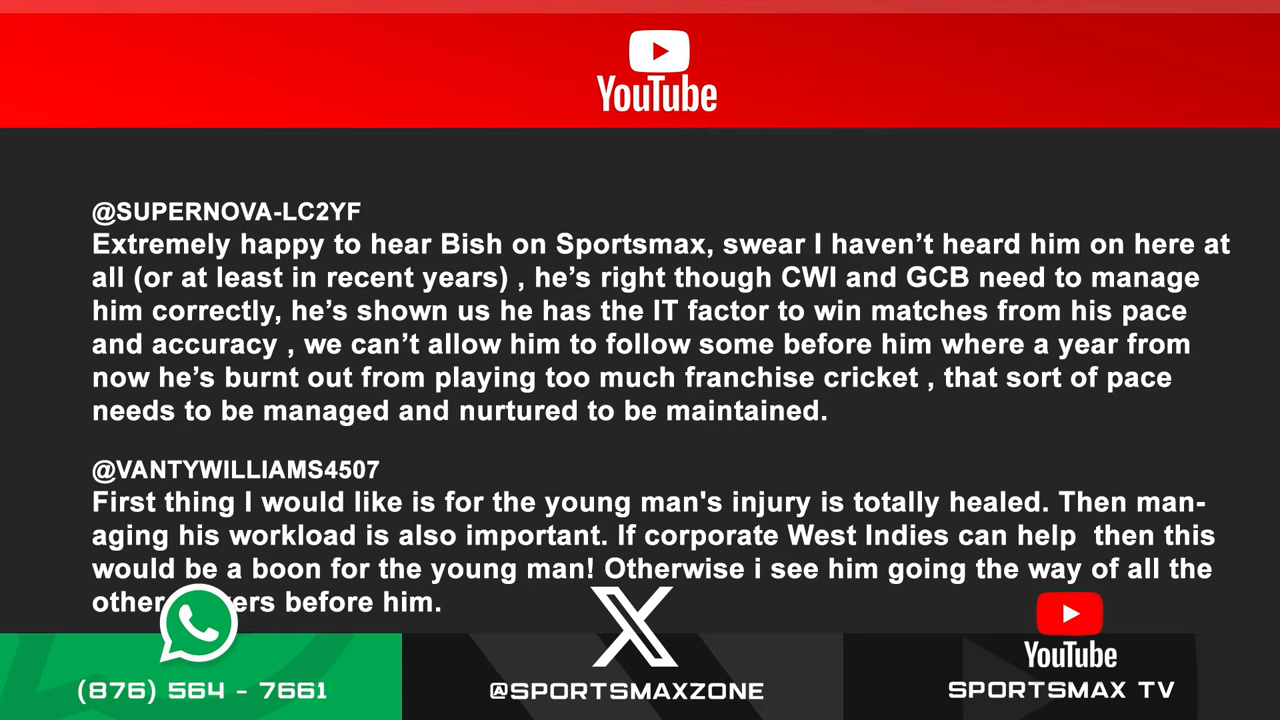 YouTube
@SUPERNOVA-LC2YF
Extremely happy to hear Bish on Sportsmax, swear I haven’t heard him on here at
all (or at least in recent years) , he’s right though CWI and GCB need to manage
him correctly, he’s shown us he has the IT factor to win matches from his pace
and accuracy , we can’t allow him to follow some before him where a year from
now he’s burnt out from playing too much franchise cricket , that sort of pace
needs to be managed and nurtured to be maintained.
@VANTYWILLIAMS4507
First thing I would like is for the young man's injury is totally healed. Then man-
aging his workload is also important. If corporate West Indies can help  then this
would be a boon for the young man! Otherwise i see him going the way of all the
other before him.
YouTube
(876) 564 - 7661
@SPORTSMAXZONE
SPORTSMAX TV